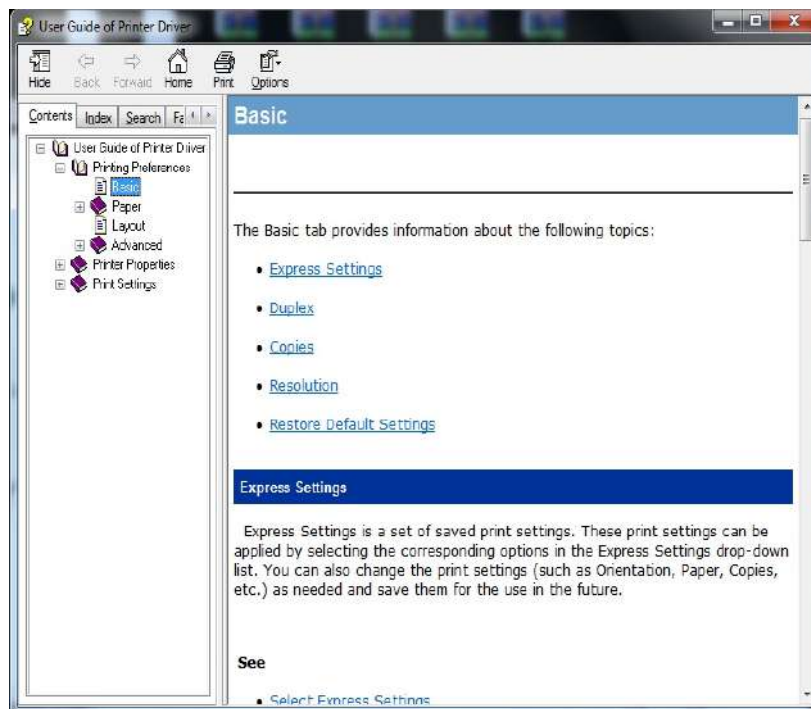 User Guide of Printer Driver
Hide Back Forward Home Print Options
Contents Index Search Fa
User Guide of Printer Driver
Printing Preferences
Basic
Paper
Layout
Advanced
Printer Properties
Print Settings
Basic
The Basic tab provides information about the following topics:
• Express Settings
• Duplex
• Copies
• Resolution
• Restore Default Settings
Express Settings
Express Settings is a set of saved print settings. These print settings can be
applied by selecting the corresponding options in the Express Settings drop-down
list. You can also change the print settings (such as Orientation, Paper, Copies,
etc.) as needed and save them for the use in the future.
See
• Select Express Settings